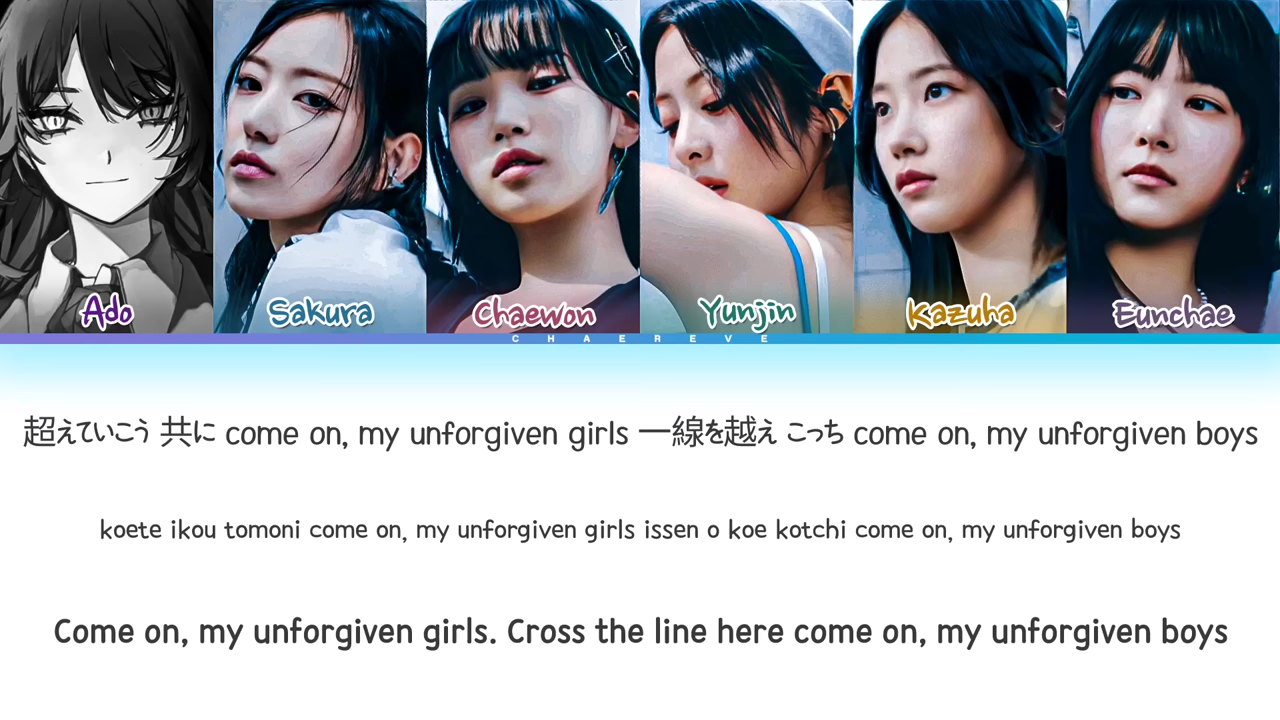 Ado
Sakura
Chaewon
Yunjin
Kazuha
Eunchae
CHAEREVE
超えていこう 共に come on, my unforgiven girls 一線を越え こっち come on, my unforgiven boys
koete ikou tomoni come on, my unforgiven girls issen o koe kotchi come on, my unforgiven boys
Come on, my unforgiven girls. Cross the line here come on, my unforgiven boys